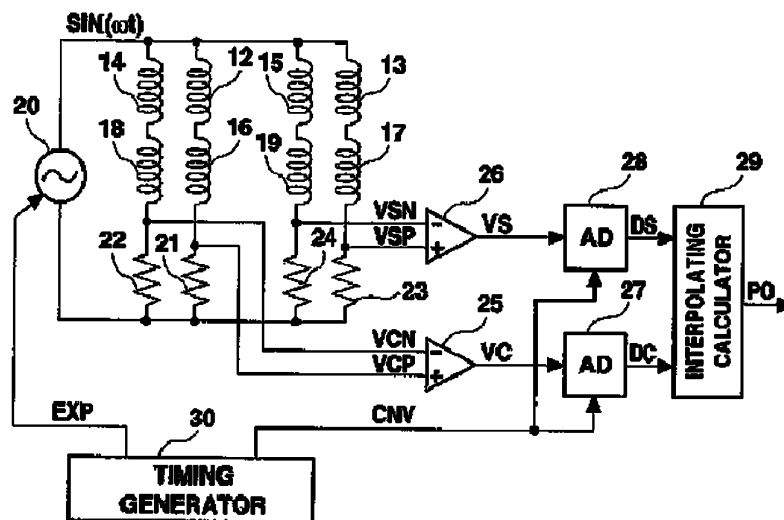 SIN(ωt)
14
12
15
13
20
18
16
19
17
26
28
29
VSN
VSP
VS
AD
DS
22
21
24
23
25
27
INTERPOLATING CALCULATOR
PO
VCN
VCP
VC
AD
DC
EXP
30
CNV
TIMING
GENERATOR